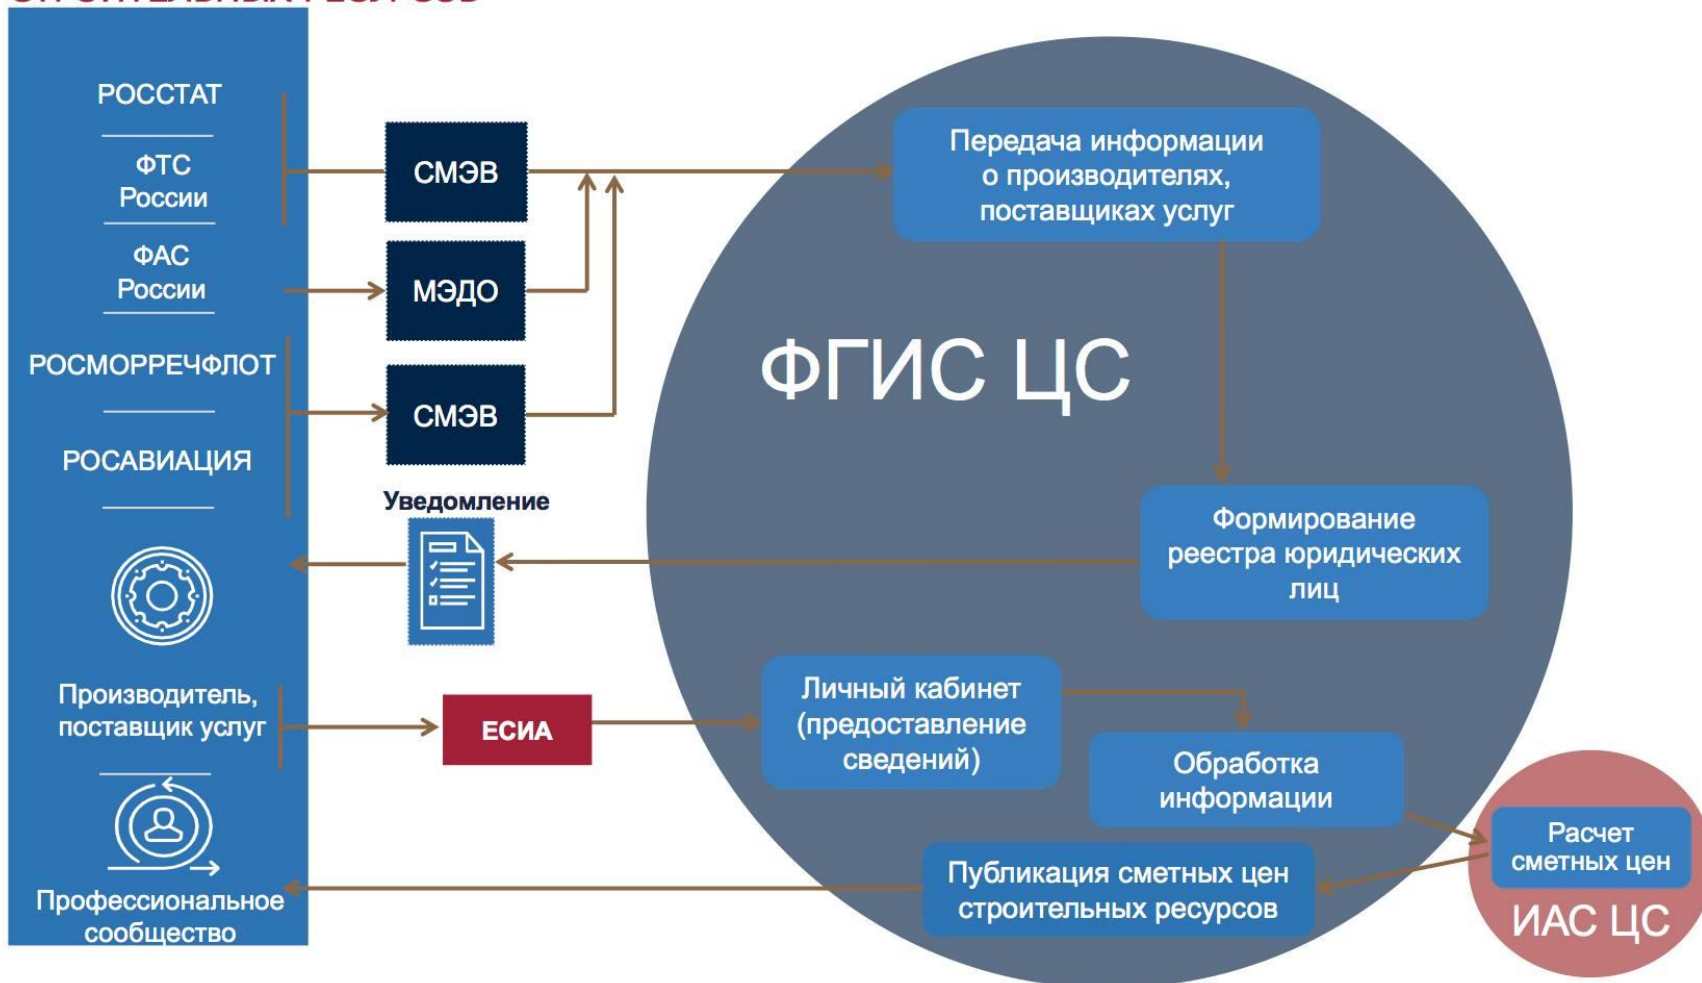 РОССТАТ
ФТС
России
ФАС
России
РОСМОРРЕЧФЛОТ
РОСАВИАЦИЯ
Производитель,
поставщик услуг
Профессиональное
сообщество
СМЭВ
МЭДО
СМЭВ
Уведомление
ЕСИА
Передача информации
о производителях,
поставщиках услуг
ФГИС ЦС
Формирование
реестра юридических
лиц
Личный кабинет
(предоставление
сведений)
Обработка
информации
Публикация сметных цен
строительных ресурсов
Расчет
сметных цен
ИАС ЦС